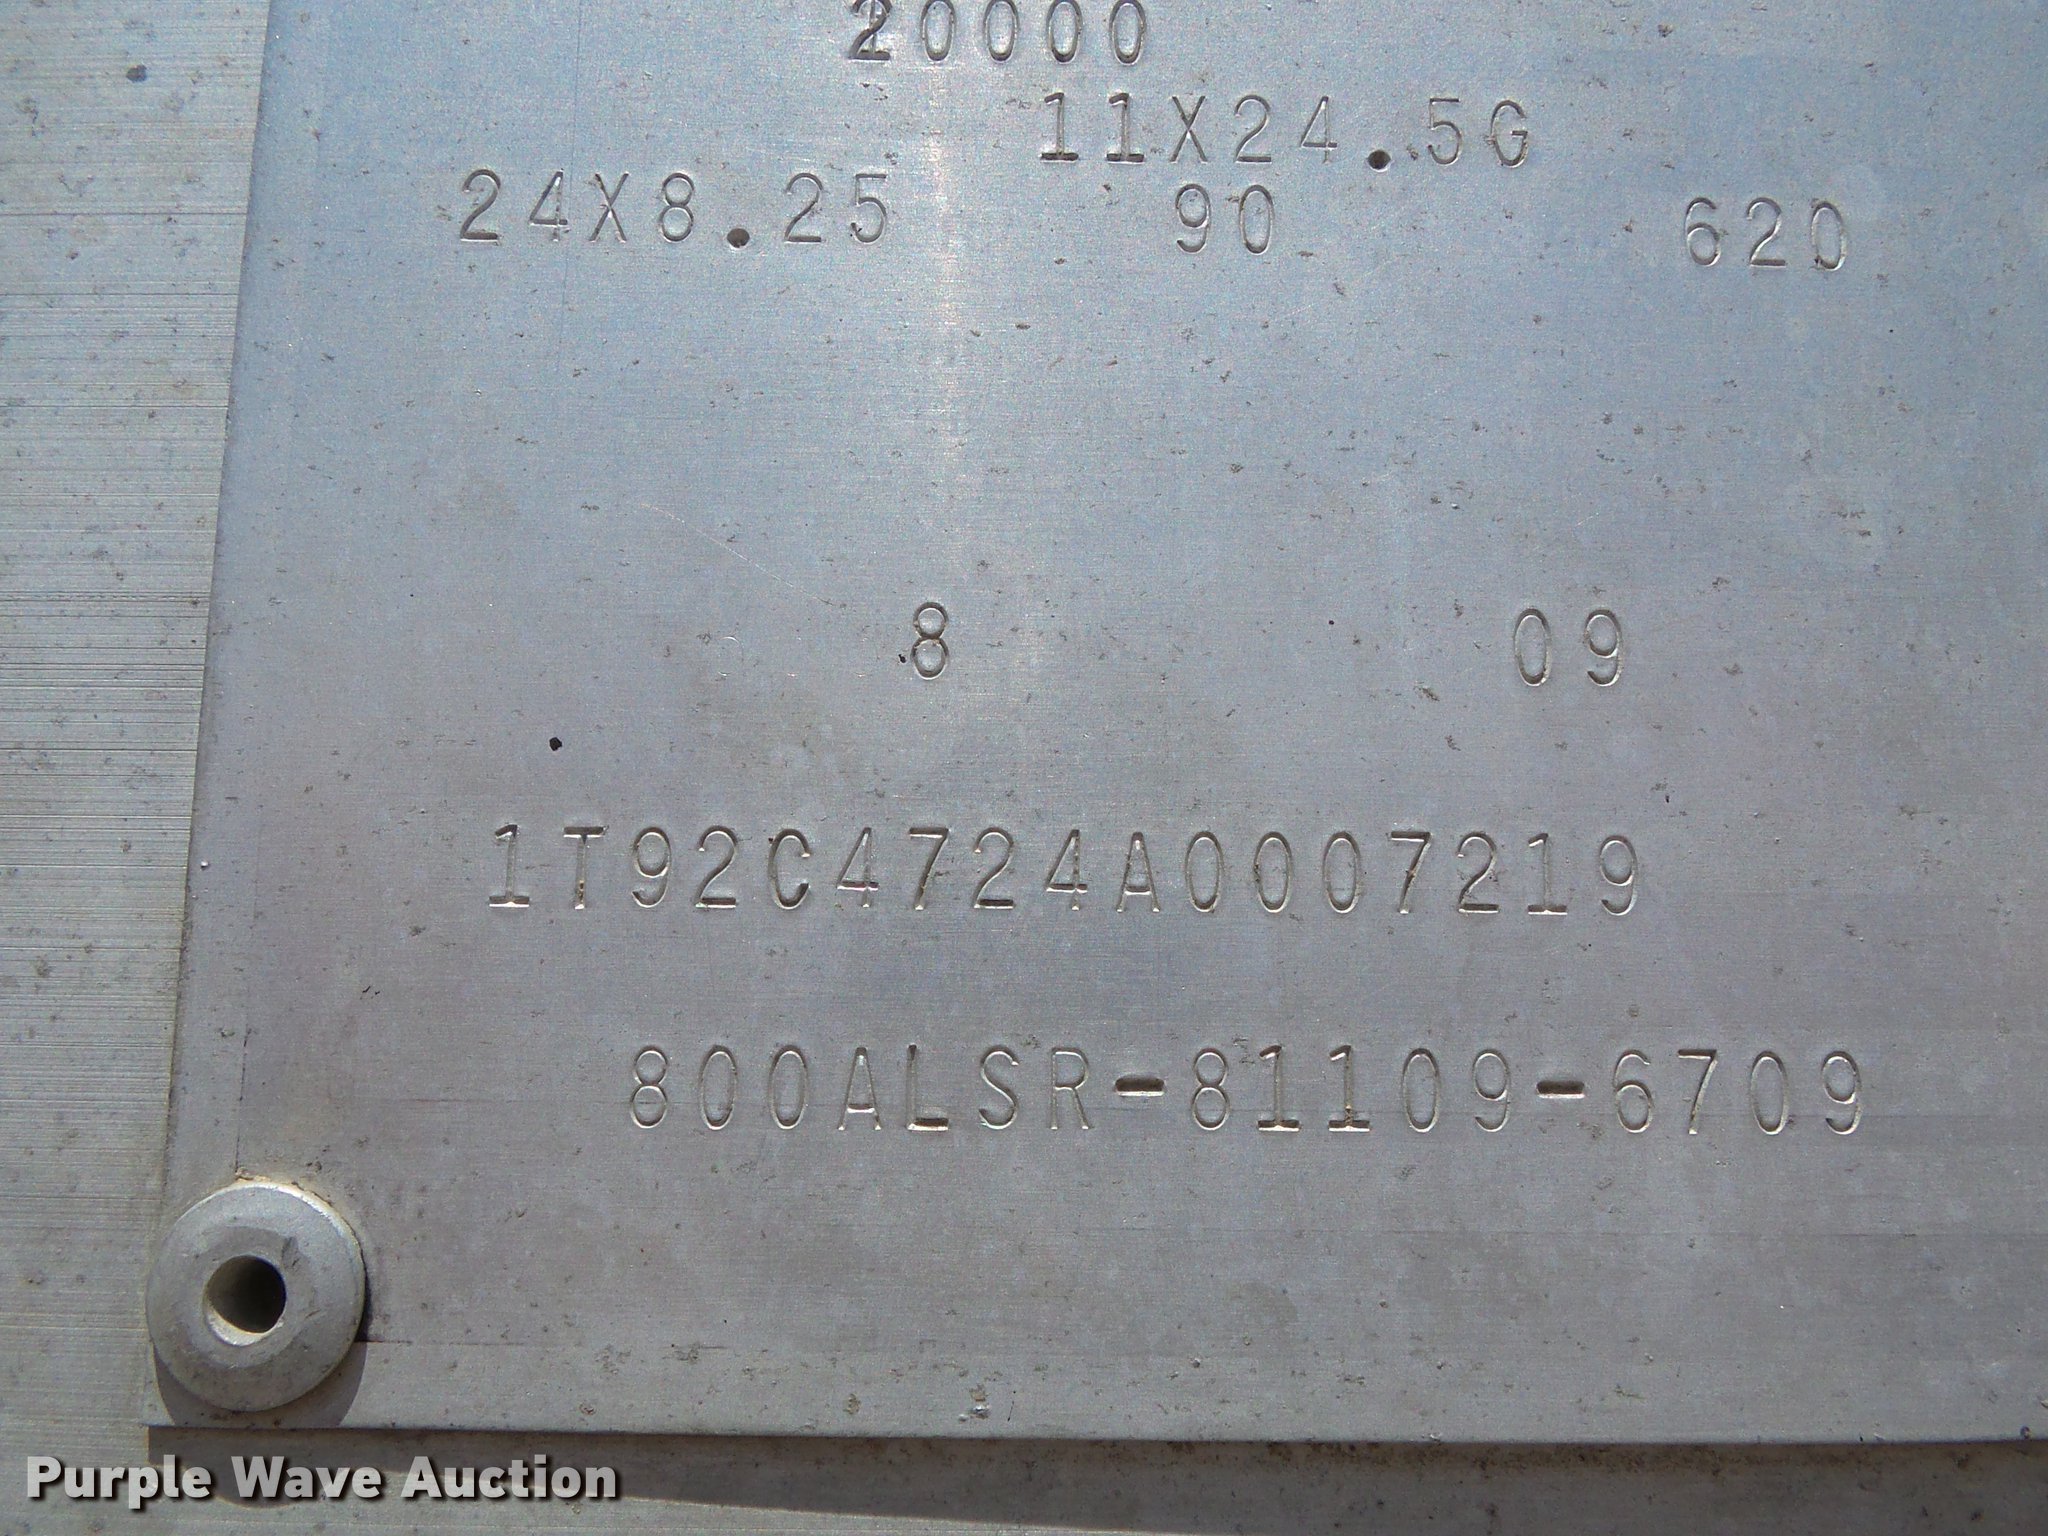 20000
11X24.5G
24X8.25 90 620
8 09
1T92C4724A0007219
800ALSR-81109-6709
Purple Wave Auction